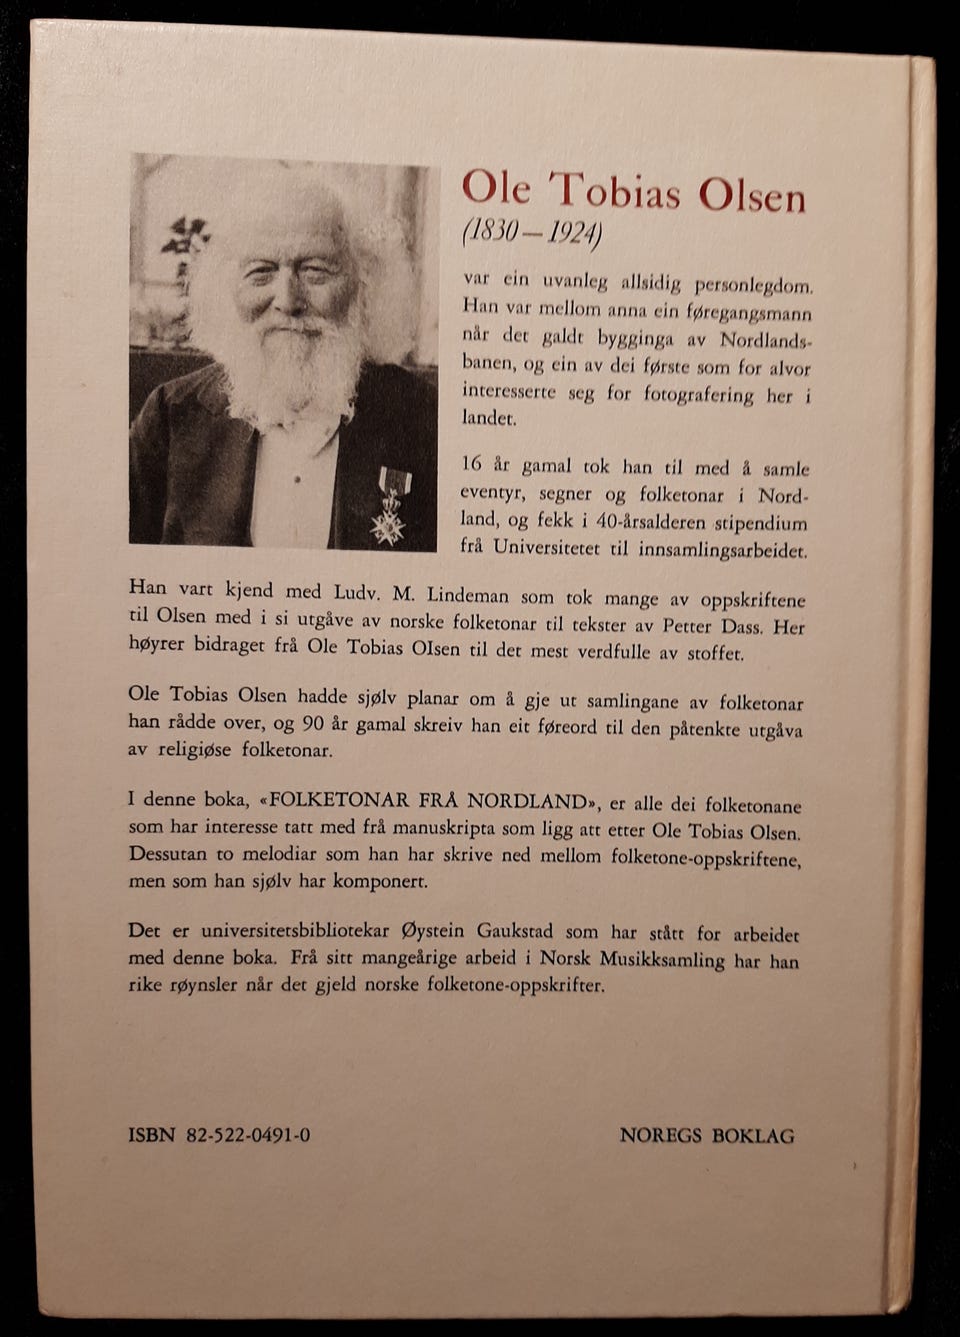 Ole Tobias Olsen
(1830—1924)
var ein uvanleg allsidig personlegdom.
Han var mellom anna ein føregangsmann
når det galdt bygginga av Nordlands-
banen, og ein av dei første som for alvor
interesserte seg for fotografering her i
landet.
16 år gamal tok han til med å samle
eventyr, segner og folketonar i Nord-
land, og fekk i 40-årsalderen stipendium
frå Universitetet til innsamlingsarbeidet.
Han vart kjend med Ludv. M. Lindeman som tok mange av oppskriftene
til Olsen med i si utgåve av norske folketonar til tekster av Petter Dass. Her
høyrer bidraget frå Ole Tobias OIsen til det mest verdfulle av stoffet.
Ole Tobias Olsen hadde sjølv planar om å gje ut samlingane av folketonar
han rådde over, og 90 år gamal skreiv han eit føreord til den påtenkte utgåva
av religiøse folketonar.
I denne boka, «FOLKETONAR FRÅ NORDLAND», er alle dei folketonane
som har interesse tatt med frå manuskripta som ligg att etter Ole Tobias Olsen.
Dessutan to melodiar som han har skrive ned mellom folketone-oppskriftene,
men som han sjølv har komponert.
Det er universitetsbibliotekar Øystein Gaukstad som har stått for arbeidet
med denne boka. Frå sitt mangeårige arbeid i Norsk Musikksamling har han
rike røynsler når det gjeld norske folketone-oppskrifter.
ISBN 82-522-0491-0
NOREGS BOKLAG